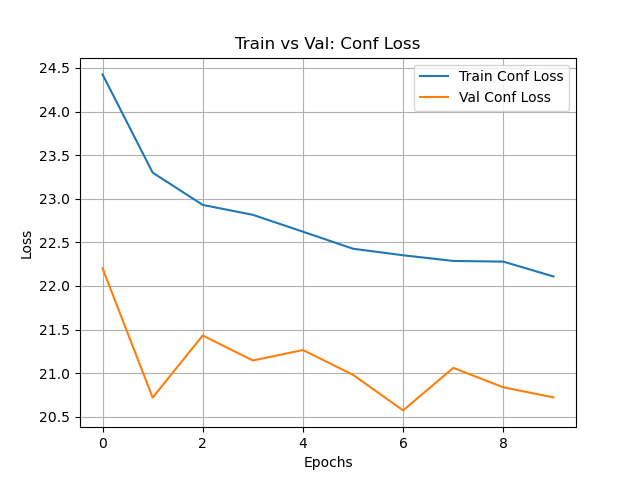 Train vs Val: Conf Loss
Train Conf Loss
Val Conf Loss
24.5
24.0
23.5
23.0
22.5
22.0
21.5
21.0
20.5
Loss
0 2 4 6 8
Epochs